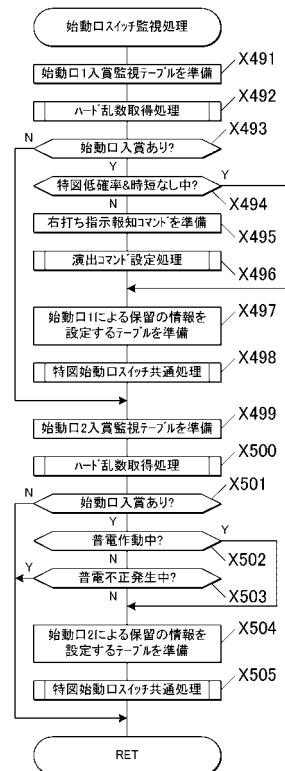 始動口スイッチ監視処理
始動口1入賞監視テーブルを準備
X491
ハード乱数取得処理
X492
始動口入賞あり?
X493
N
Y
特図低確率&時短なし中?
X494
Y
N
右打ち指示報知コマンドを準備
X495
演出コマンド設定処理
X496
始動口1による保留の情報を
設定するテーブルを準備
X497
特図始動口スイッチ共通処理
X498
始動口2入賞監視テーブルを準備
X499
ハード乱数取得処理
X500
始動口入賞あり?
X501
N
Y
普電作動中?
X502
Y
N
普電不正発生中?
X503
Y
N
始動口2による保留の情報を
設定するテーブルを準備
X504
特図始動口スイッチ共通処理
X505
RET